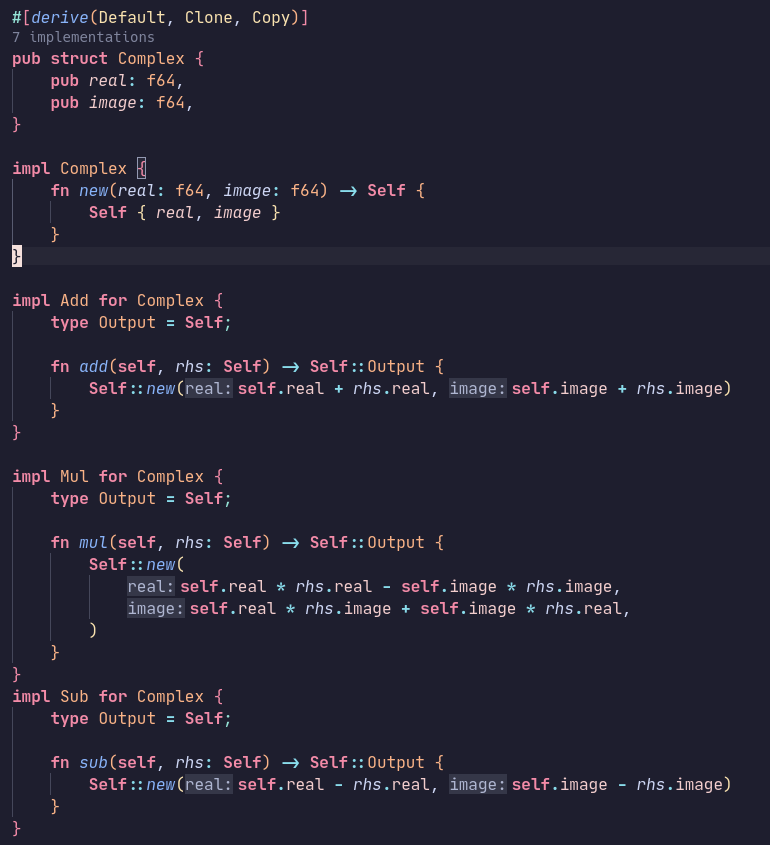 #[derive(Default, Clone, Copy)]
7 implementations
pub struct Complex {
    pub real: f64,
    pub image: f64,
}

impl Complex {
    fn new(real: f64, image: f64) -> Self {
        Self { real, image }
    }
}

impl Add for Complex {
    type Output = Self;

    fn add(self, rhs: Self) -> Self::Output {
        Self::new(real: self.real + rhs.real, image: self.image + rhs.image)
    }
}

impl Mul for Complex {
    type Output = Self;

    fn mul(self, rhs: Self) -> Self::Output {
        Self::new(
            real: self.real * rhs.real - self.image * rhs.image,
            image: self.real * rhs.image + self.image * rhs.real,
        )
    }
}
impl Sub for Complex {
    type Output = Self;

    fn sub(self, rhs: Self) -> Self::Output {
        Self::new(real: self.real - rhs.real, image: self.image - rhs.image)
    }
}